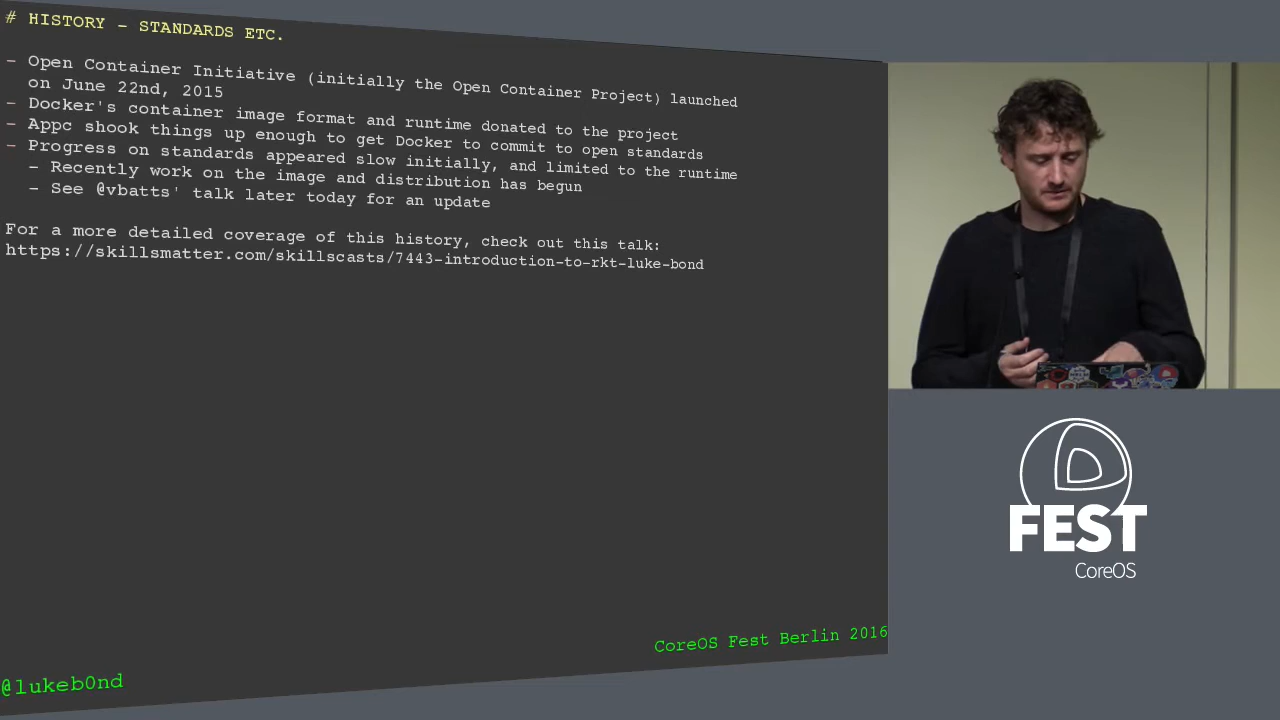 # HISTORY - STANDARDS ETC.
- Open Container Initiative (initially the Open Container Project) launched
on June 22nd, 2015
- Docker's container image format and runtime donated to the project
- Appc shook things up enough to get Docker to commit to open standards
- Progress on standards appeared slow initially, and limited to the runtime
- Recently work on the image and distribution has begun
- See @vbatts' talk later today for an update
For a more detailed coverage of this history, check out this talk:
https://skillsmatter.com/skillscasts/7443-introduction-to-rkt-luke-bond
FEST
CoreOS
CoreOS Fest Berlin 2016
@lukeb0nd